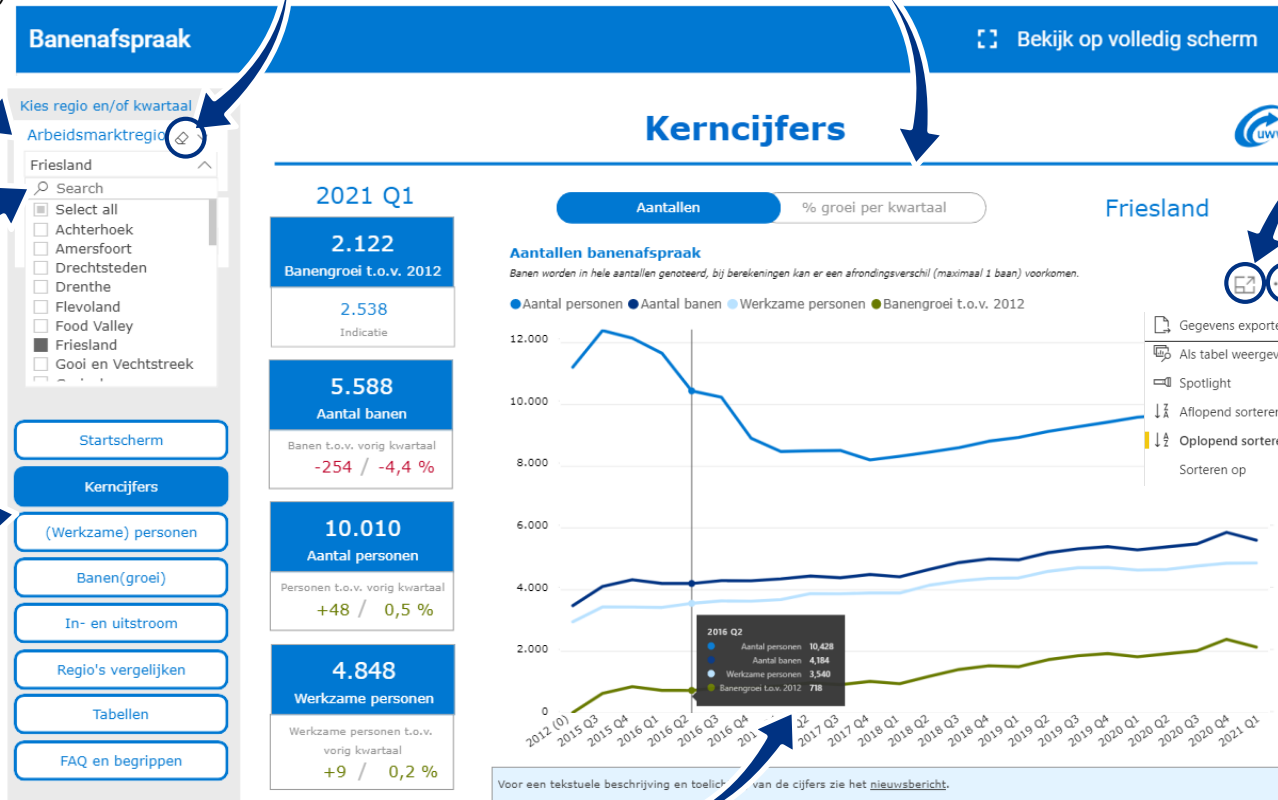 Banenafspraak
Bekijk op volledig scherm
Kies regio en/of kwartaal
Arbeidsmarktregio
Friesland
Search
Select all
Achterhoek
Amersfoort
Drechtsteden
Drenthe
Flevoland
Food Valley
Friesland
Gooi en Vechtstreek
Startscherm
Kerncijfers
(Werkzame) personen
Banen(groei)
In- en uitstroom
Regio's vergelijken
Tabellen
FAQ en begrippen
Kerncijfers
2021 Q1
2.122
Banengroei t.o.v. 2012
2.538
Indicatie
5.588
Aantal banen
Banen t.o.v. vorig kwartaal
-254 / -4,4 %
10.010
Aantal personen
Personen t.o.v. vorig kwartaal
+48 / 0,5 %
4.848
Werkzame personen
Werkzame personen t.o.v.
vorig kwartaal
+9 / 0,2 %
Aantallen
% groei per kwartaal
Friesland
Aantallen banenafspraak
Banen worden in hele aantallen genoteerd, bij berekeningen kan er een afrondingsverschil (maximaal 1 baan) voorkomen.
Aantal personen Aantal banen Werkzame personen Banengroei t.o.v. 2012
Gegevens exporte
Als tabel weergev
Spotlight
Aflopend sorteren
Oplopend sortere
Sorteren op
12.000
10.000
8.000
6.000
4.000
2.000
0
2016 Q2
Aantal personen 10,428
Aantal banen 4,184
Werkzame personen 3,540
Banengroei t.o.v. 2012 718
2012 (0) 2015 Q3 2015 Q4 2016 Q1 2016 Q2 2016 Q3 2016 Q4 2017 Q3 2017 Q4 2018 Q1 2018 Q2 2018 Q3 2018 Q4 2019 Q1 2019 Q2 2019 Q3 2019 Q4 2020 Q1 2020 Q2 2020 Q3 2020 Q4 2021 Q1
Voor een tekstuele beschrijving en van de cijfers zie het nieuwsbericht.